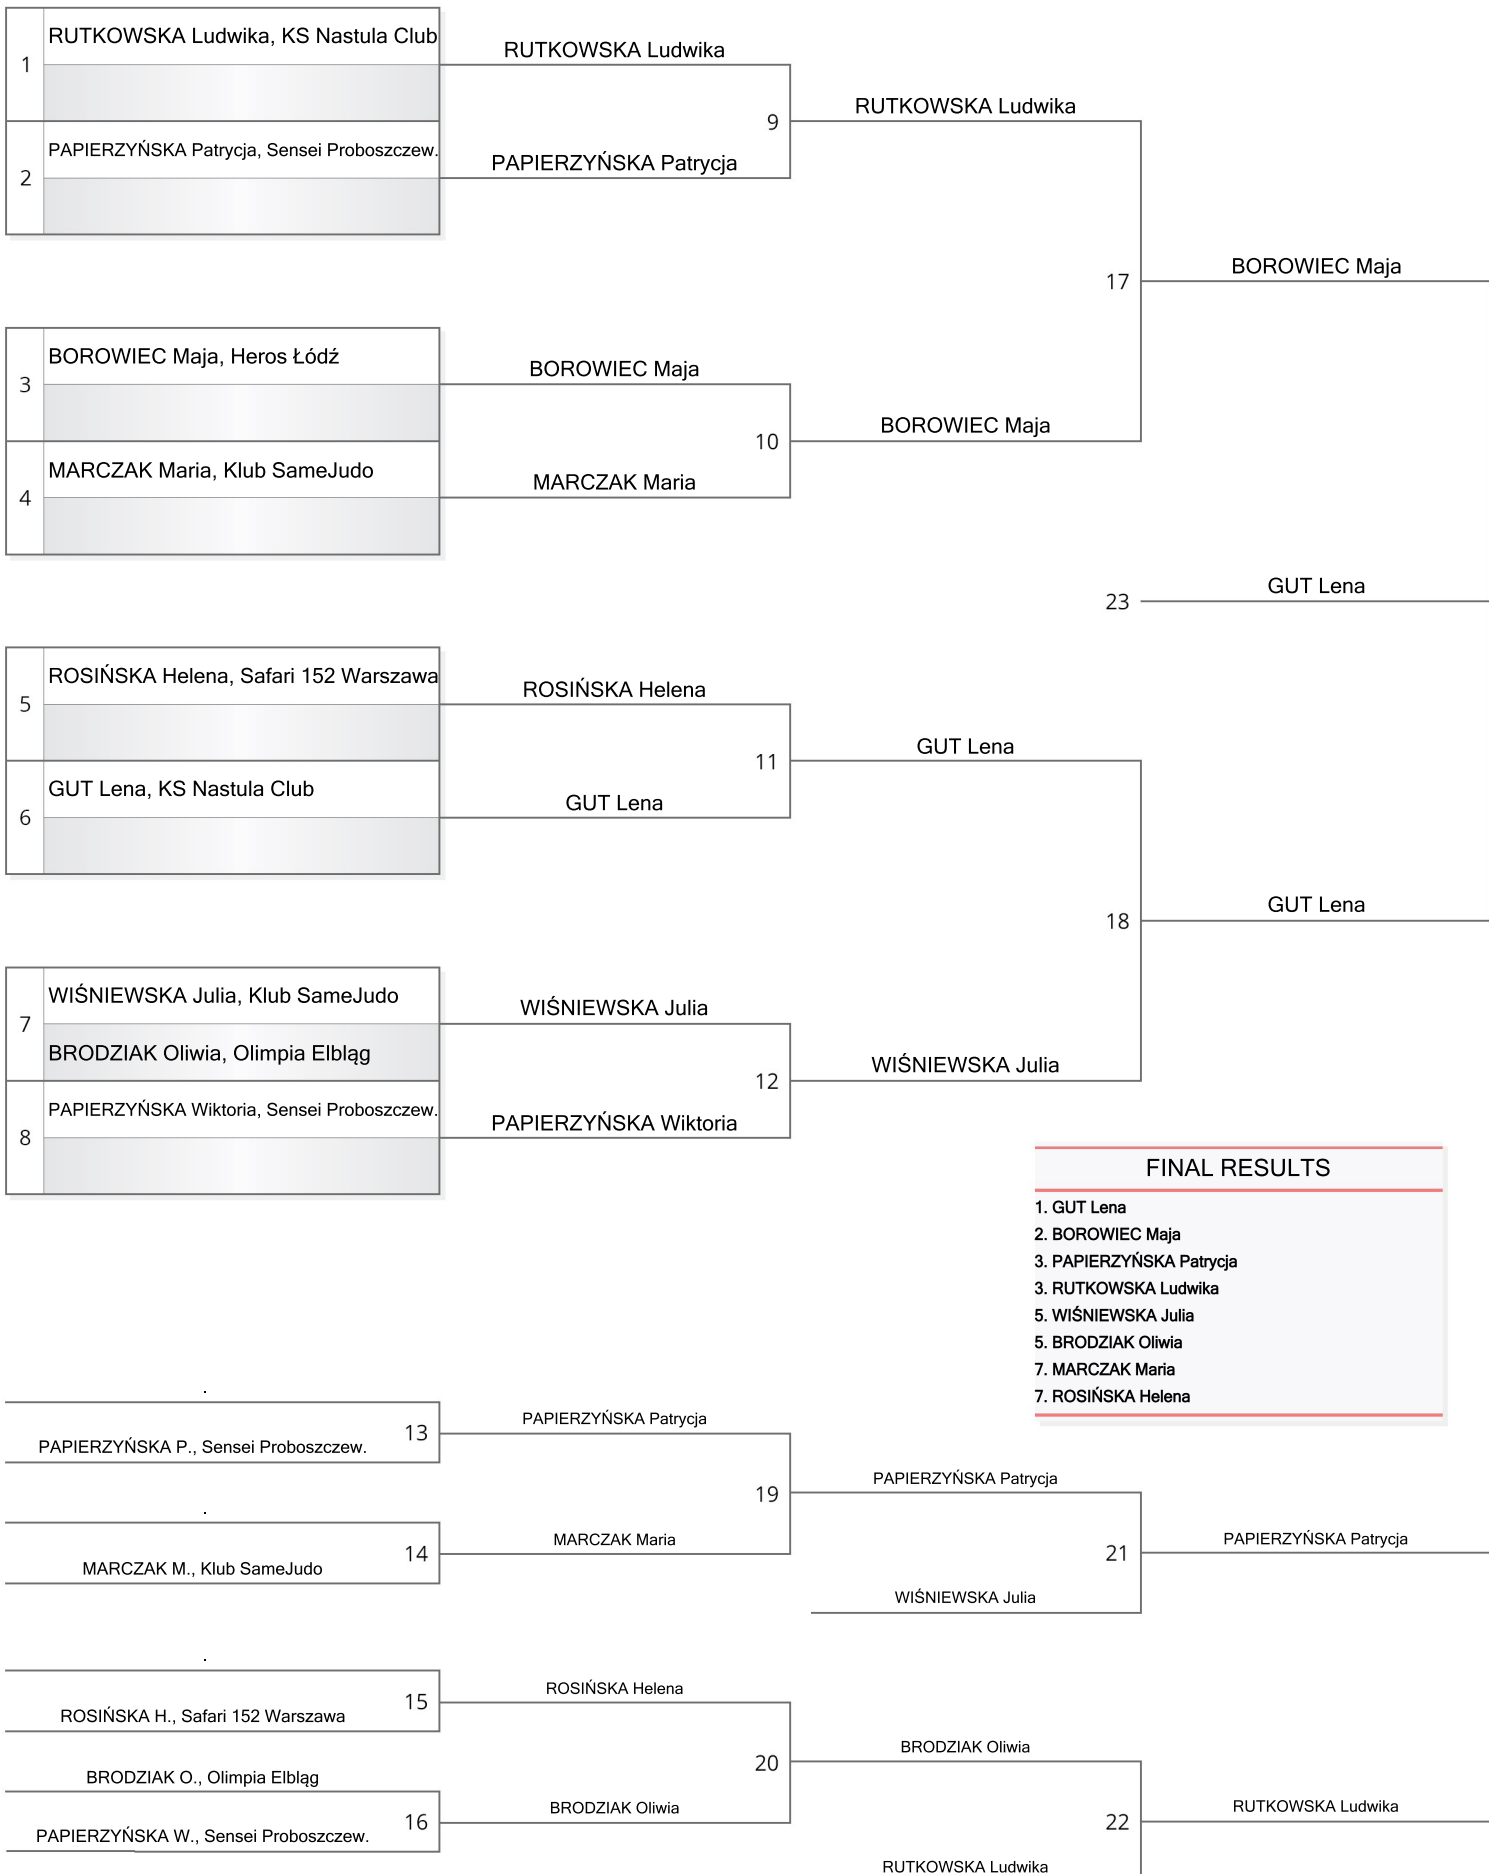 RUTKOWSKA Ludwika, KS Nastula Club
1
RUTKOWSKA Ludwika
9
RUTKOWSKA Ludwika
PAPIERZYŃSKA Patrycja, Sensei Proboszczew.
2
PAPIERZYŃSKA Patrycja
17
BOROWIEC Maja
BOROWIEC Maja, Heros Łódź
3
BOROWIEC Maja
10
BOROWIEC Maja
MARCZAK Maria, Klub SameJudo
4
MARCZAK Maria
23
GUT Lena
ROSIŃSKA Helena, Safari 152 Warszawa
5
ROSIŃSKA Helena
11
GUT Lena
GUT Lena, KS Nastula Club
6
GUT Lena
18
GUT Lena
WIŚNIEWSKA Julia, Klub SameJudo
7
WIŚNIEWSKA Julia
BRODZIAK Oliwia, Olimpia Elbląg
12
WIŚNIEWSKA Julia
PAPIERZYŃSKA Wiktoria, Sensei Proboszczew.
8
PAPIERZYŃSKA Wiktoria
FINAL RESULTS
1. GUT Lena
2. BOROWIEC Maja
3. PAPIERZYŃSKA Patrycja
3. RUTKOWSKA Ludwika
5. WIŚNIEWSKA Julia
5. BRODZIAK Oliwia
7. MARCZAK Maria
7. ROSIŃSKA Helena
.
13
PAPIERZYŃSKA Patrycja
PAPIERZYŃSKA P., Sensei Proboszczew.
19
PAPIERZYŃSKA Patrycja
.
14
MARCZAK Maria
MARCZAK M., Klub SameJudo
21
PAPIERZYŃSKA Patrycja
WIŚNIEWSKA Julia
.
15
ROSIŃSKA Helena
ROSIŃSKA H., Safari 152 Warszawa
20
BRODZIAK Oliwia
BRODZIAK O., Olimpia Elbląg
16
BRODZIAK Oliwia
PAPIERZYŃSKA W., Sensei Proboszczew.
22
RUTKOWSKA Ludwika
RUTKOWSKA Ludwika